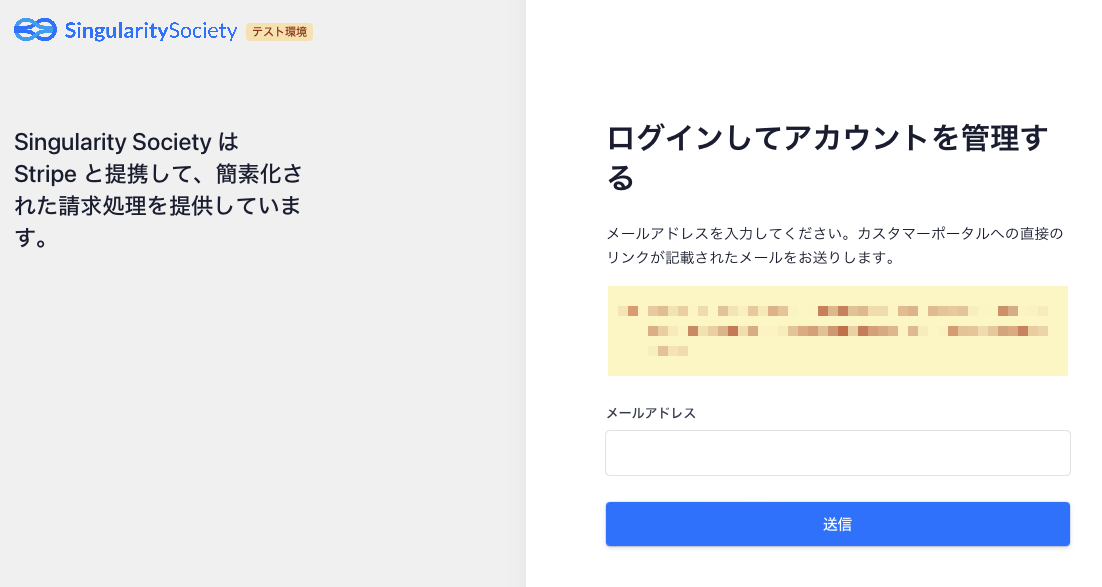 SingularitySociety テスト環境
Singularity Society は
Stripe と提携して、簡素化さ
れた請求処理を提供していま
す。
ログインしてアカウントを管理す
る
メールアドレスを入力してください。カスタマーポータルへの直接の
リンクが記載されたメールをお送りします。
メールアドレス
送信